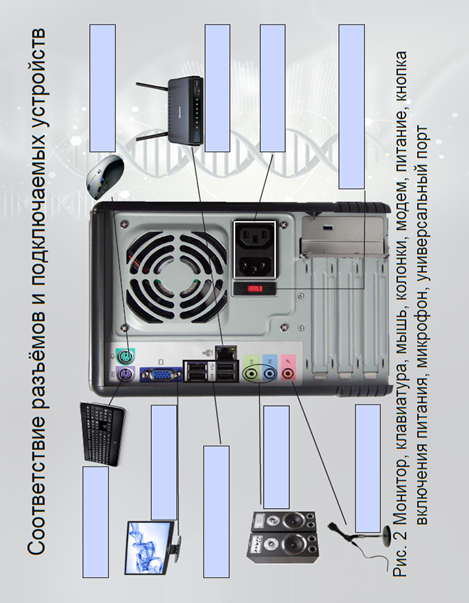 Соответствие разъёмов и подключаемых устройств
Рис. 2 Монитор, клавиатура, мышь, колонки, модем, питание, кнопка
включения питания, микрофон, универсальный порт